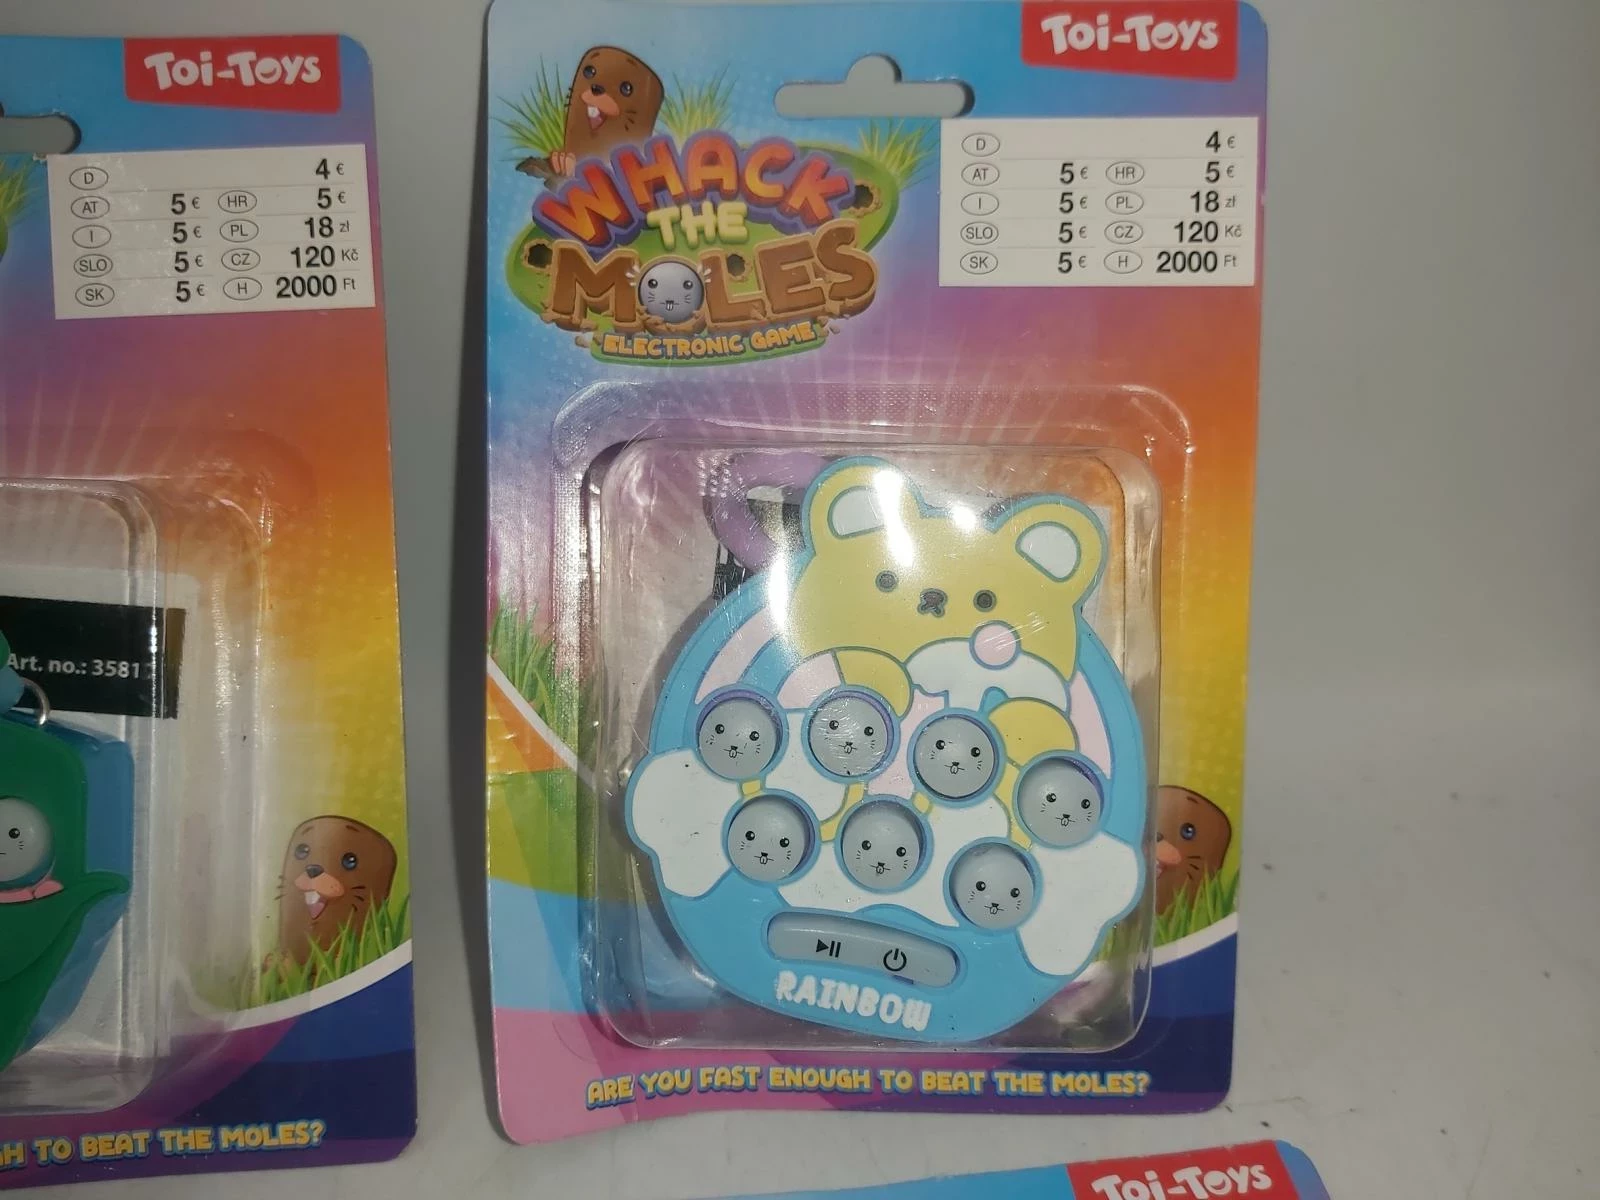 Toi-Toys
D 4 €
AT 5 € HR 5 €
I 5 € PL 18 zł
SLO 5 € CZ 120 Kč
SK 5 € H 2000 Ft
Art. no.: 3581
GH TO BEAT THE MOLES?
Toi-Toys
WHACK
THE
MOLES
ELECTRONIC GAME
D 4 €
AT 5 € HR 5 €
I 5 € PL 18 zł
SLO 5 € CZ 120 Kč
SK 5 € H 2000 Ft
RAINBOW
ARE YOU FAST ENOUGH TO BEAT THE MOLES?
Toi-Toys